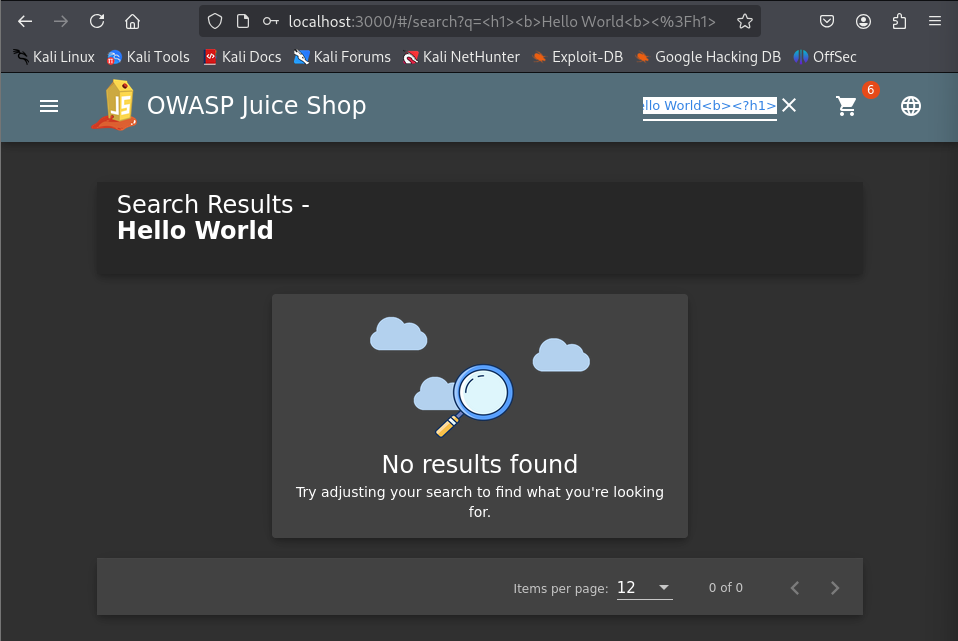 localhost:3000/#/search?q=<h1><b>Hello World<b><%3Fh1>
Kali Linux Kali Tools Kali Docs Kali Forums Kali NetHunter Exploit-DB Google Hacking DB OffSec
JS OWASP Juice Shop llo World<b><?h1> 6
Search Results -
Hello World
No results found
Try adjusting your search to find what you're looking
for.
Items per page: 12 0 of 0